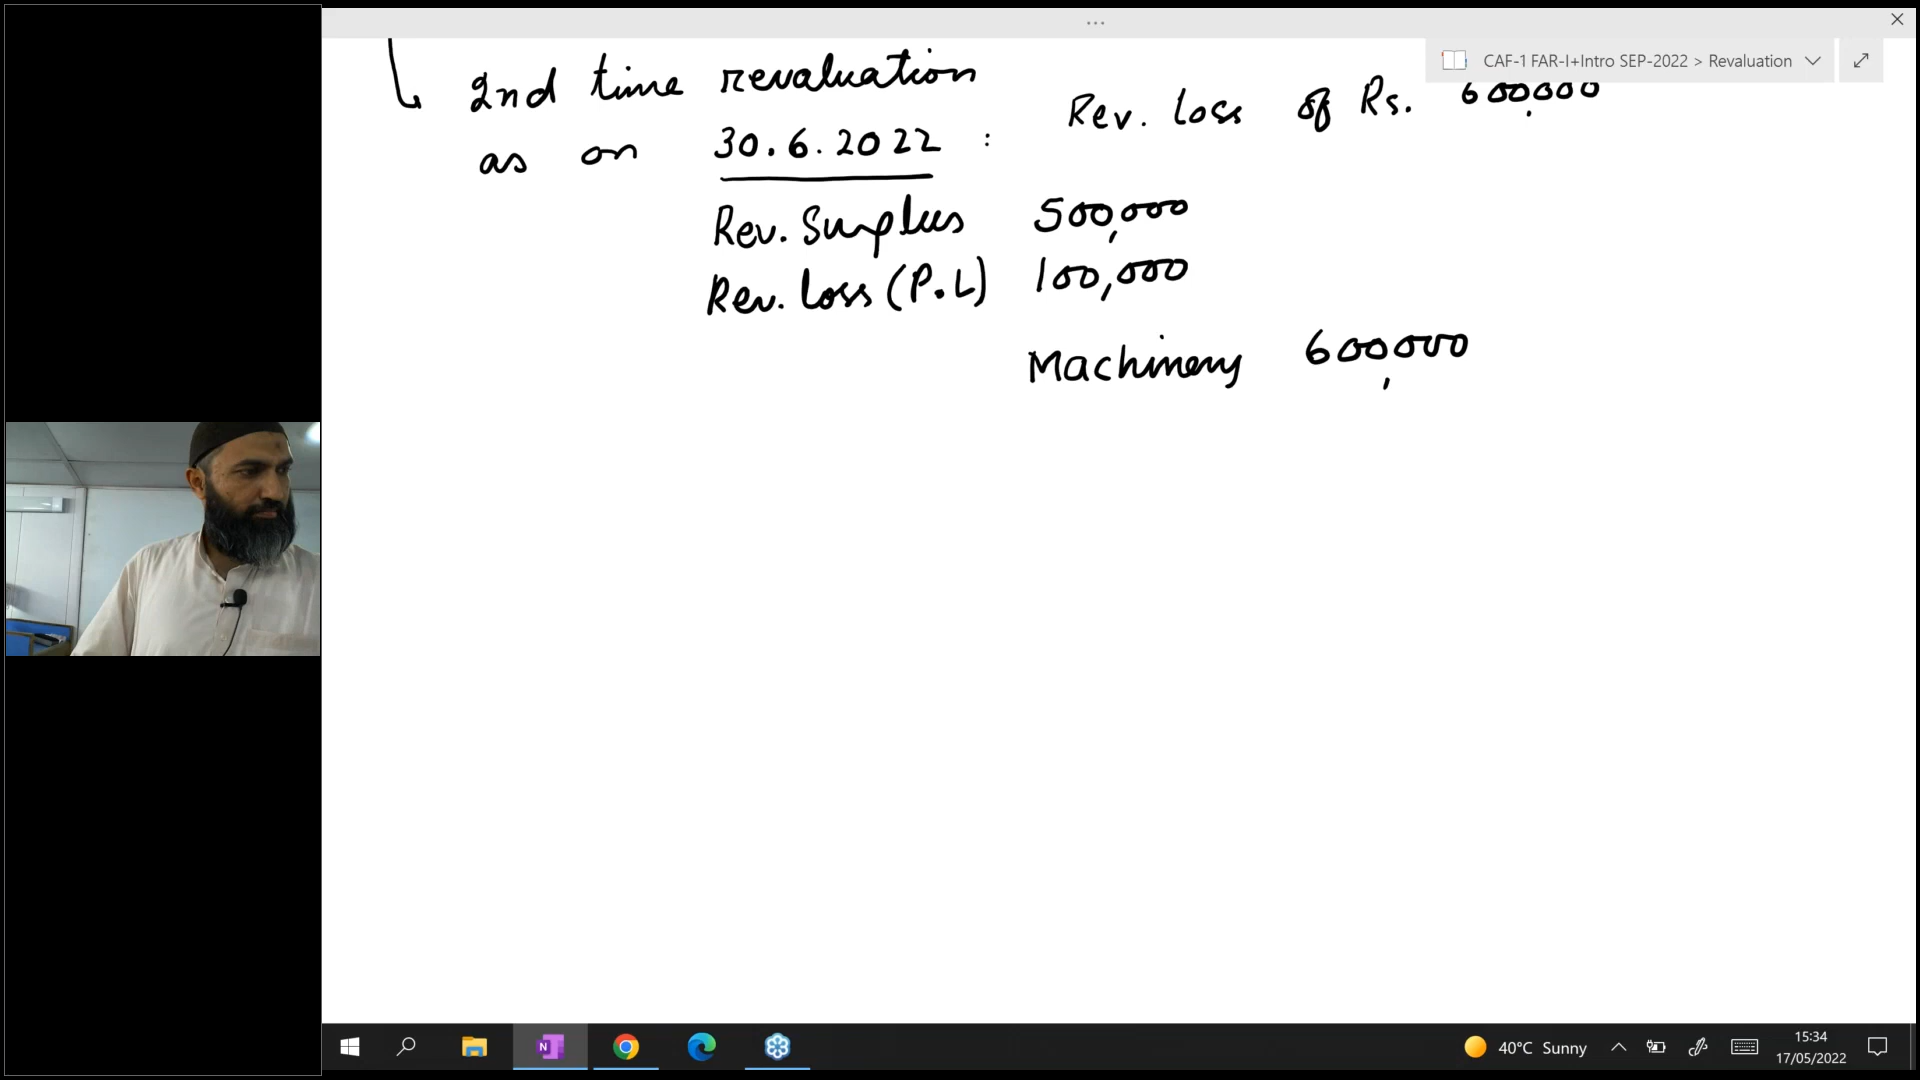 CAF-1 FAR-I+Intro SEP-2022 > Revaluation
2nd time revaluation
as on 30.6.2022 :
Rev. loss of Rs. 600,000
Rev. Surplus 500,000
Rev. loss (P.L) 100,000
Machinery 600,000
40°C Sunny
15:34
17/05/2022